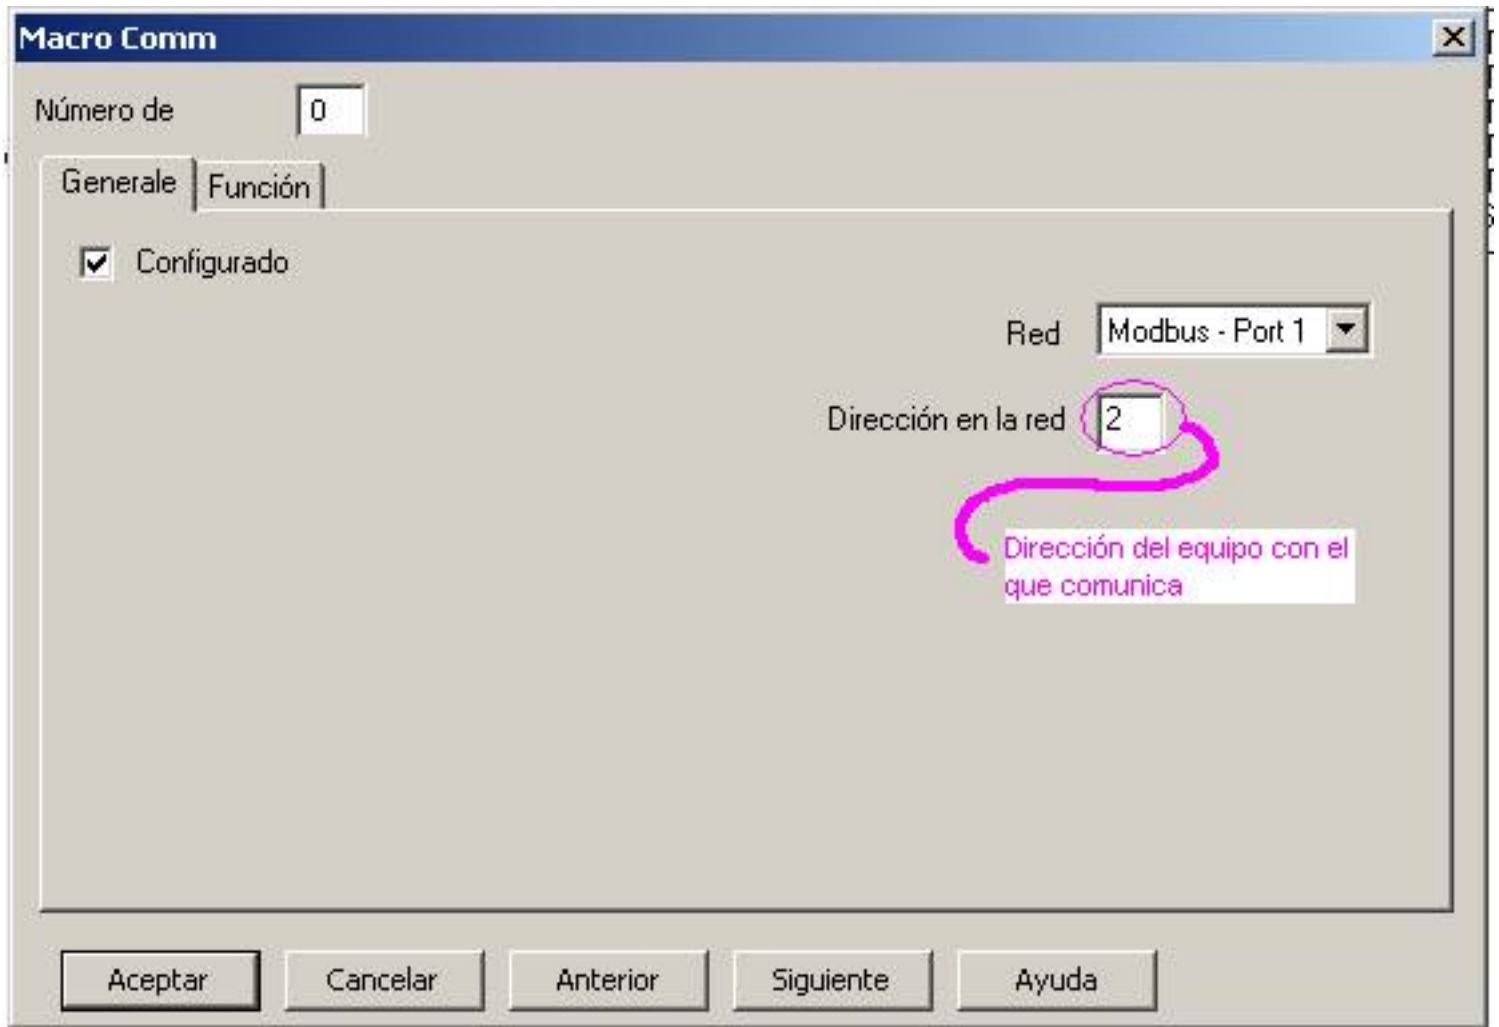 Macro Comm
Número de 0
Generale Función
Configurado
Red Modbus - Port 1
Dirección en la red 2
Dirección del equipo con el
que comunica
Aceptar Cancelar Anterior Siguiente Ayuda